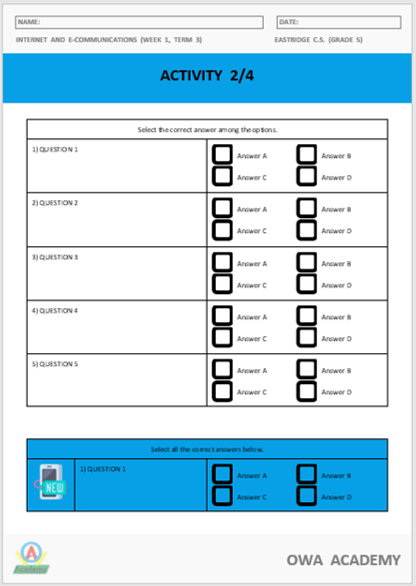 NAME:
DATE:
INTERNET AND E-COMMUNICATIONS (WEEK 1, TERM 3)
EASTRIDGE C.S. (GRADE 5)
ACTIVITY 2/4
Select the correct answer among the options.
1) QUESTION 1
Answer A
Answer B
Answer C
Answer D
2) QUESTION 2
Answer A
Answer B
Answer C
Answer D
3) QUESTION 3
Answer A
Answer B
Answer C
Answer D
4) QUESTION 4
Answer A
Answer B
Answer C
Answer D
5) QUESTION 5
Answer A
Answer B
Answer C
Answer D
Select all the correct answers below.
NEW
1) QUESTION 1
Answer A
Answer B
Answer C
Answer D
A
Academy
OWA ACADEMY